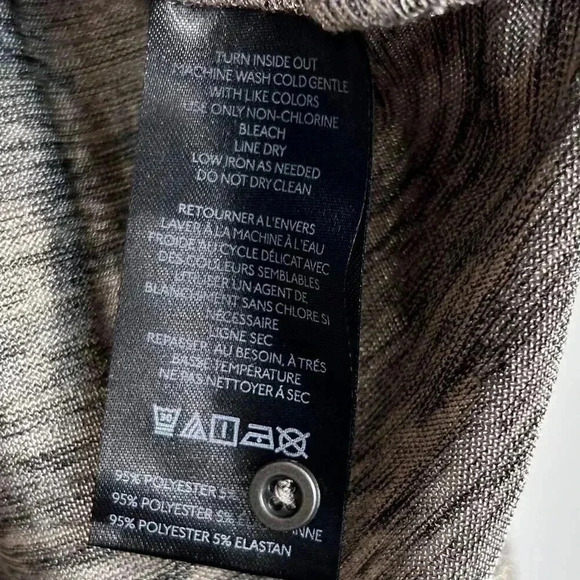 TURN INSIDE OUT
MACHINE WASH COLD GENTLE
WITH LIKE COLORS
USE ONLY NON-CHLORINE
BLEACH
LINE DRY
LOW IRON AS NEEDED
DO NOT DRY CLEAN
RETOURNER A L'ENVERS
LAVER À LA MACHINE À L'EAU
FROIDE AU CYCLE DÉLICAT AVEC
DES COULEURS SEMBLABLES
UTILISER UN AGENT DE
BLANCHIMENT SANS CHLORE SI
NÉCESSAIRE
LIGNE SEC
REPASSER, AU BESOIN, À TRÉS
BASSE TEMPÉRATURE
NE PAS NETTOYER À SEC
95% POLYESTER 5%
95% POLYESTER 5%
95% POLYESTER 5% ELASTAN